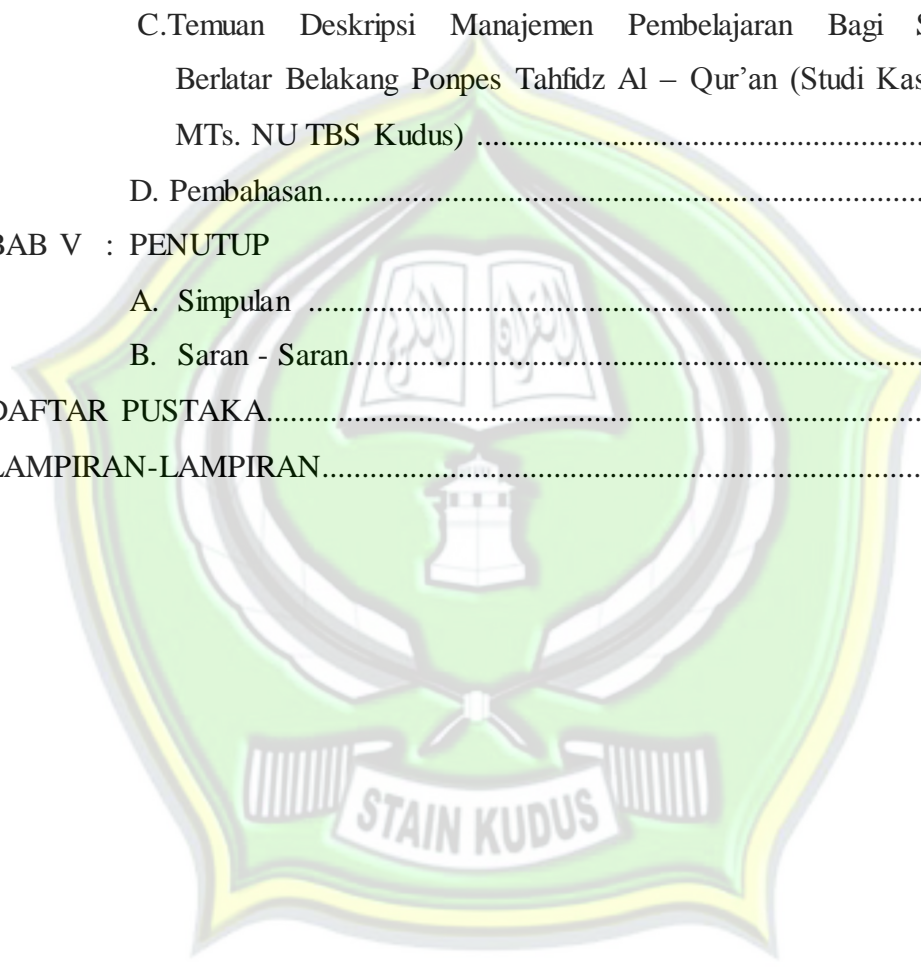 C.Temuan Deskripsi Manajemen Pembelajaran Bagi
Berlatar Belakang Ponpes Tahfidz Al – Qur’an (Studi
MTs. NU TBS Kudus) ........................................................
D. Pembahasan...............................................................................
BAB V : PENUTUP
A. Simpulan ................................................................................
B. Saran - Saran............................................................................
DAFTAR PUSTAKA...................................................................................
LAMPIRAN-LAMPIRAN............................................................................
STAIN KUDUS